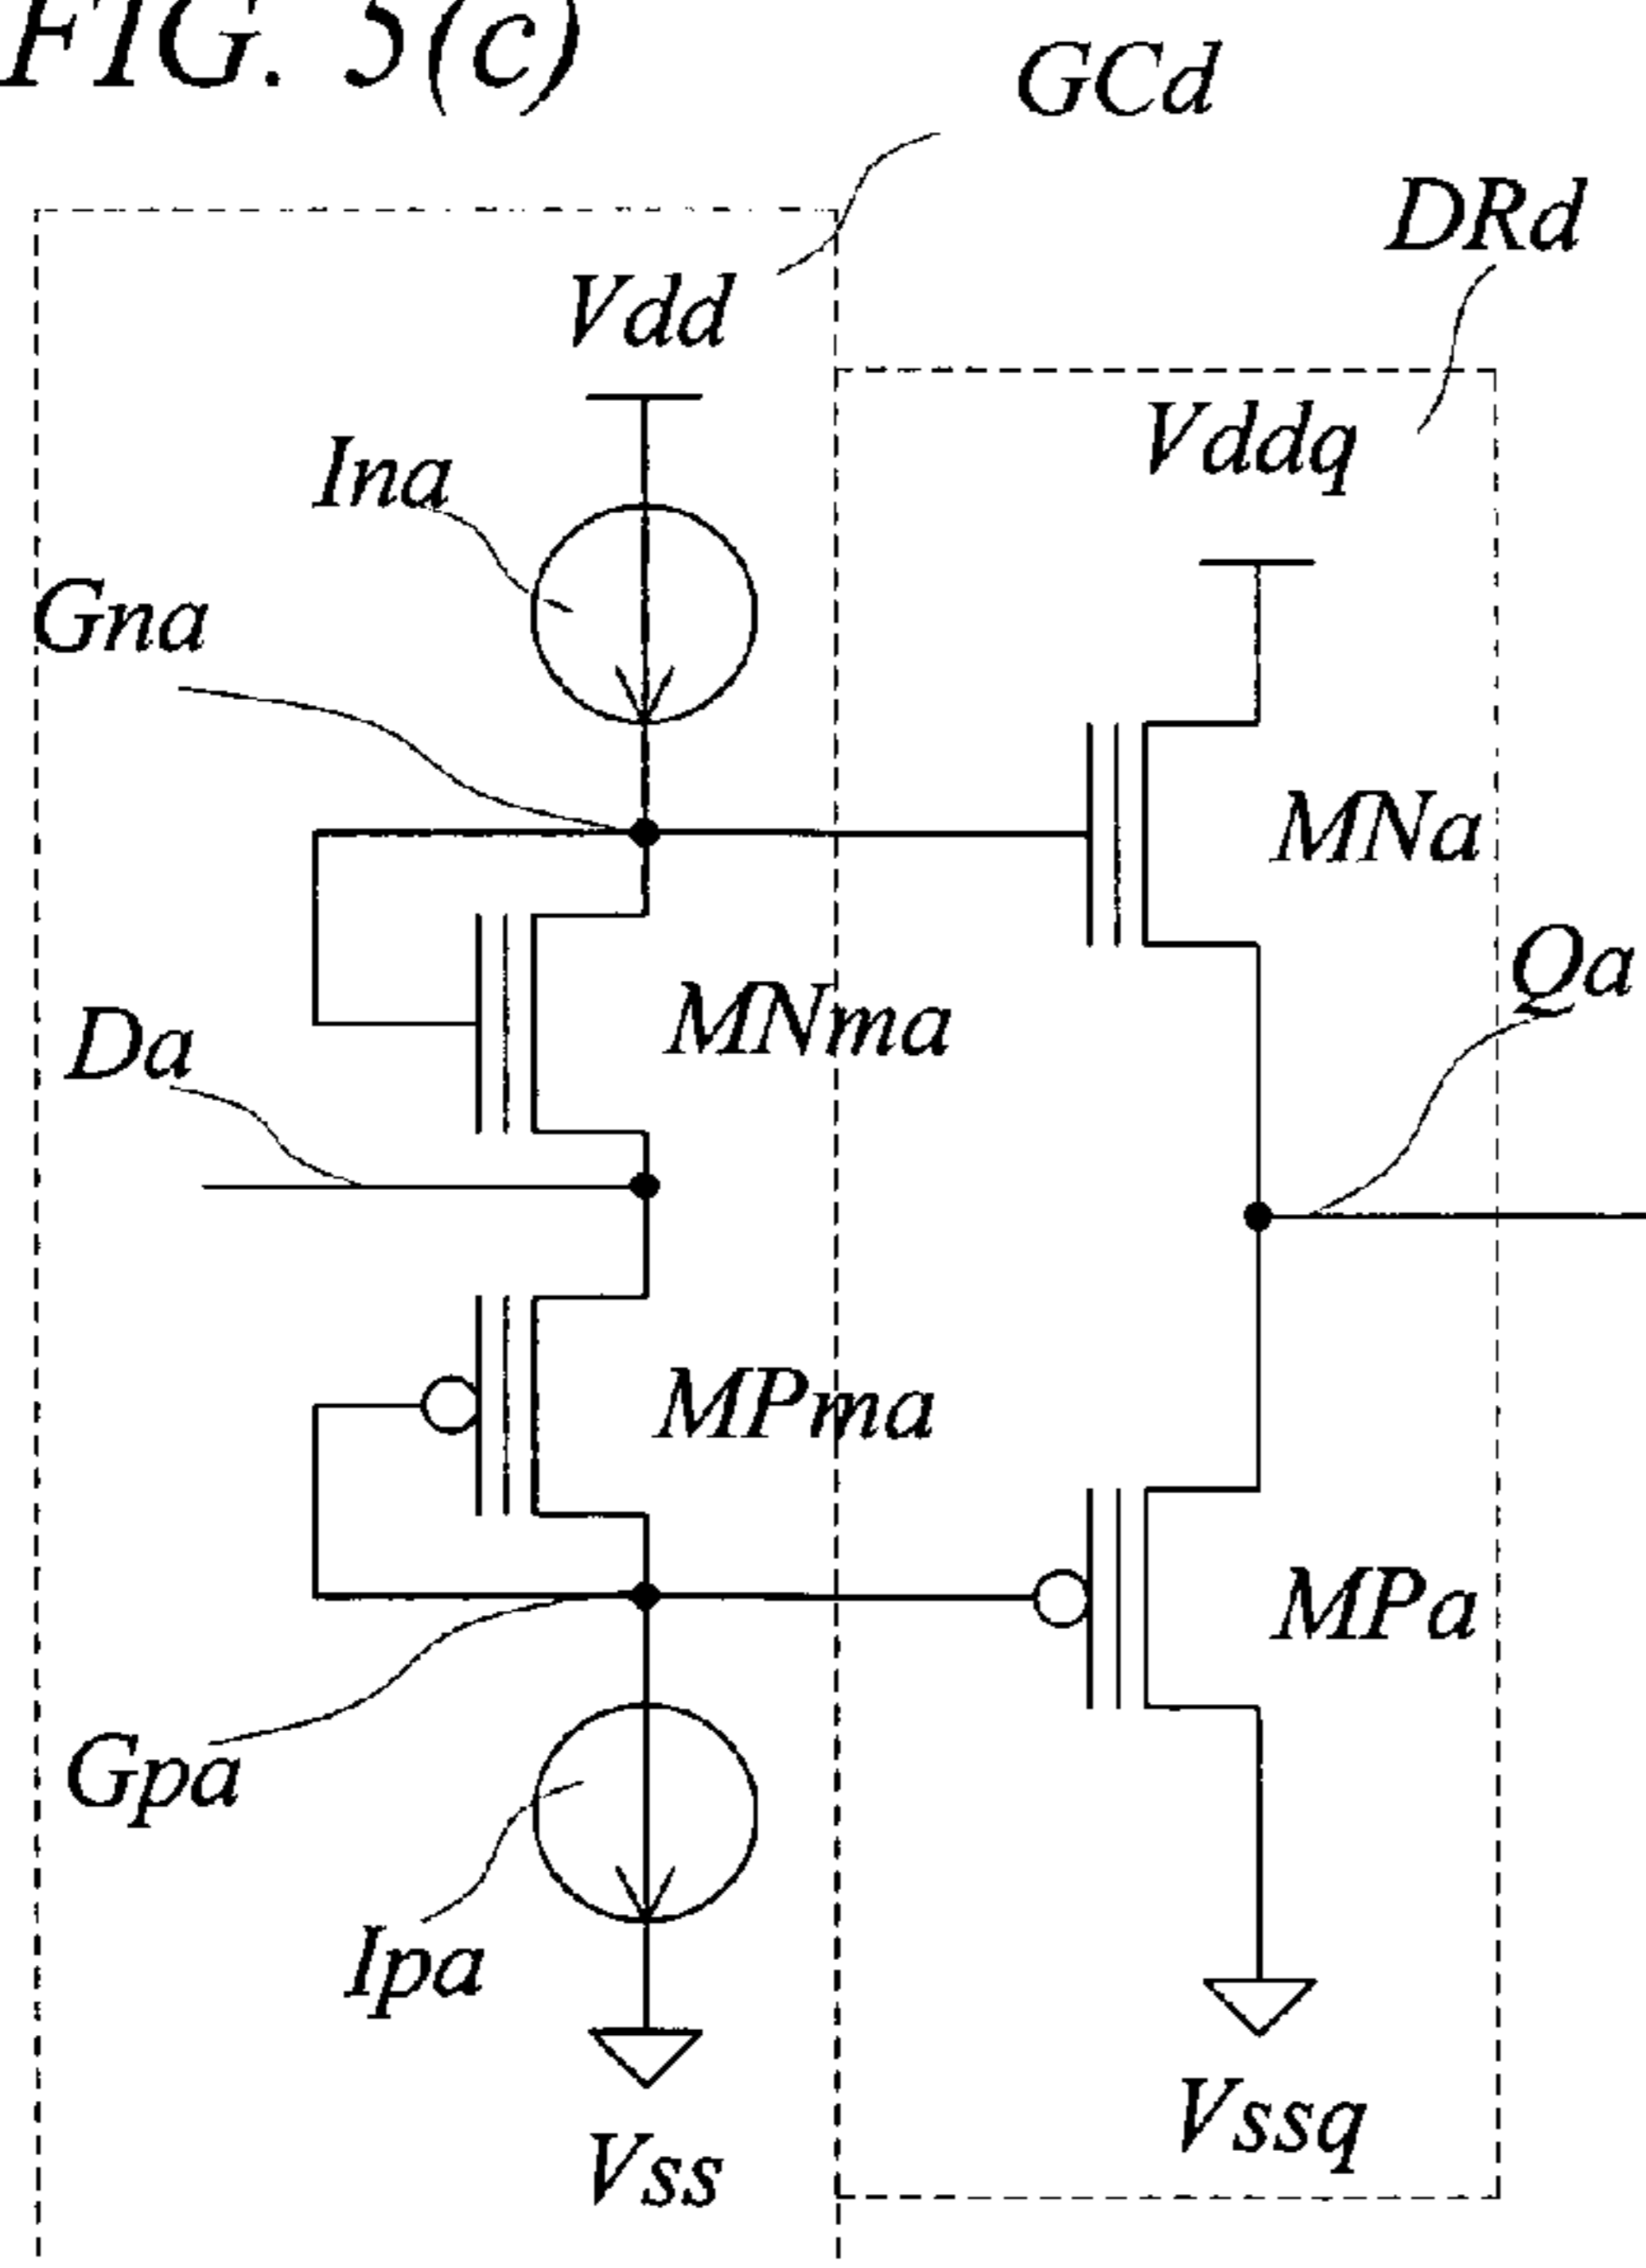 FIG. 5(c)
GCd
DRd
Vdd
Vddq
Ina
Gna
MNa
Qa
MNma
Da
MPma
MPa
Gpa
Ipa
Vssq
Vss